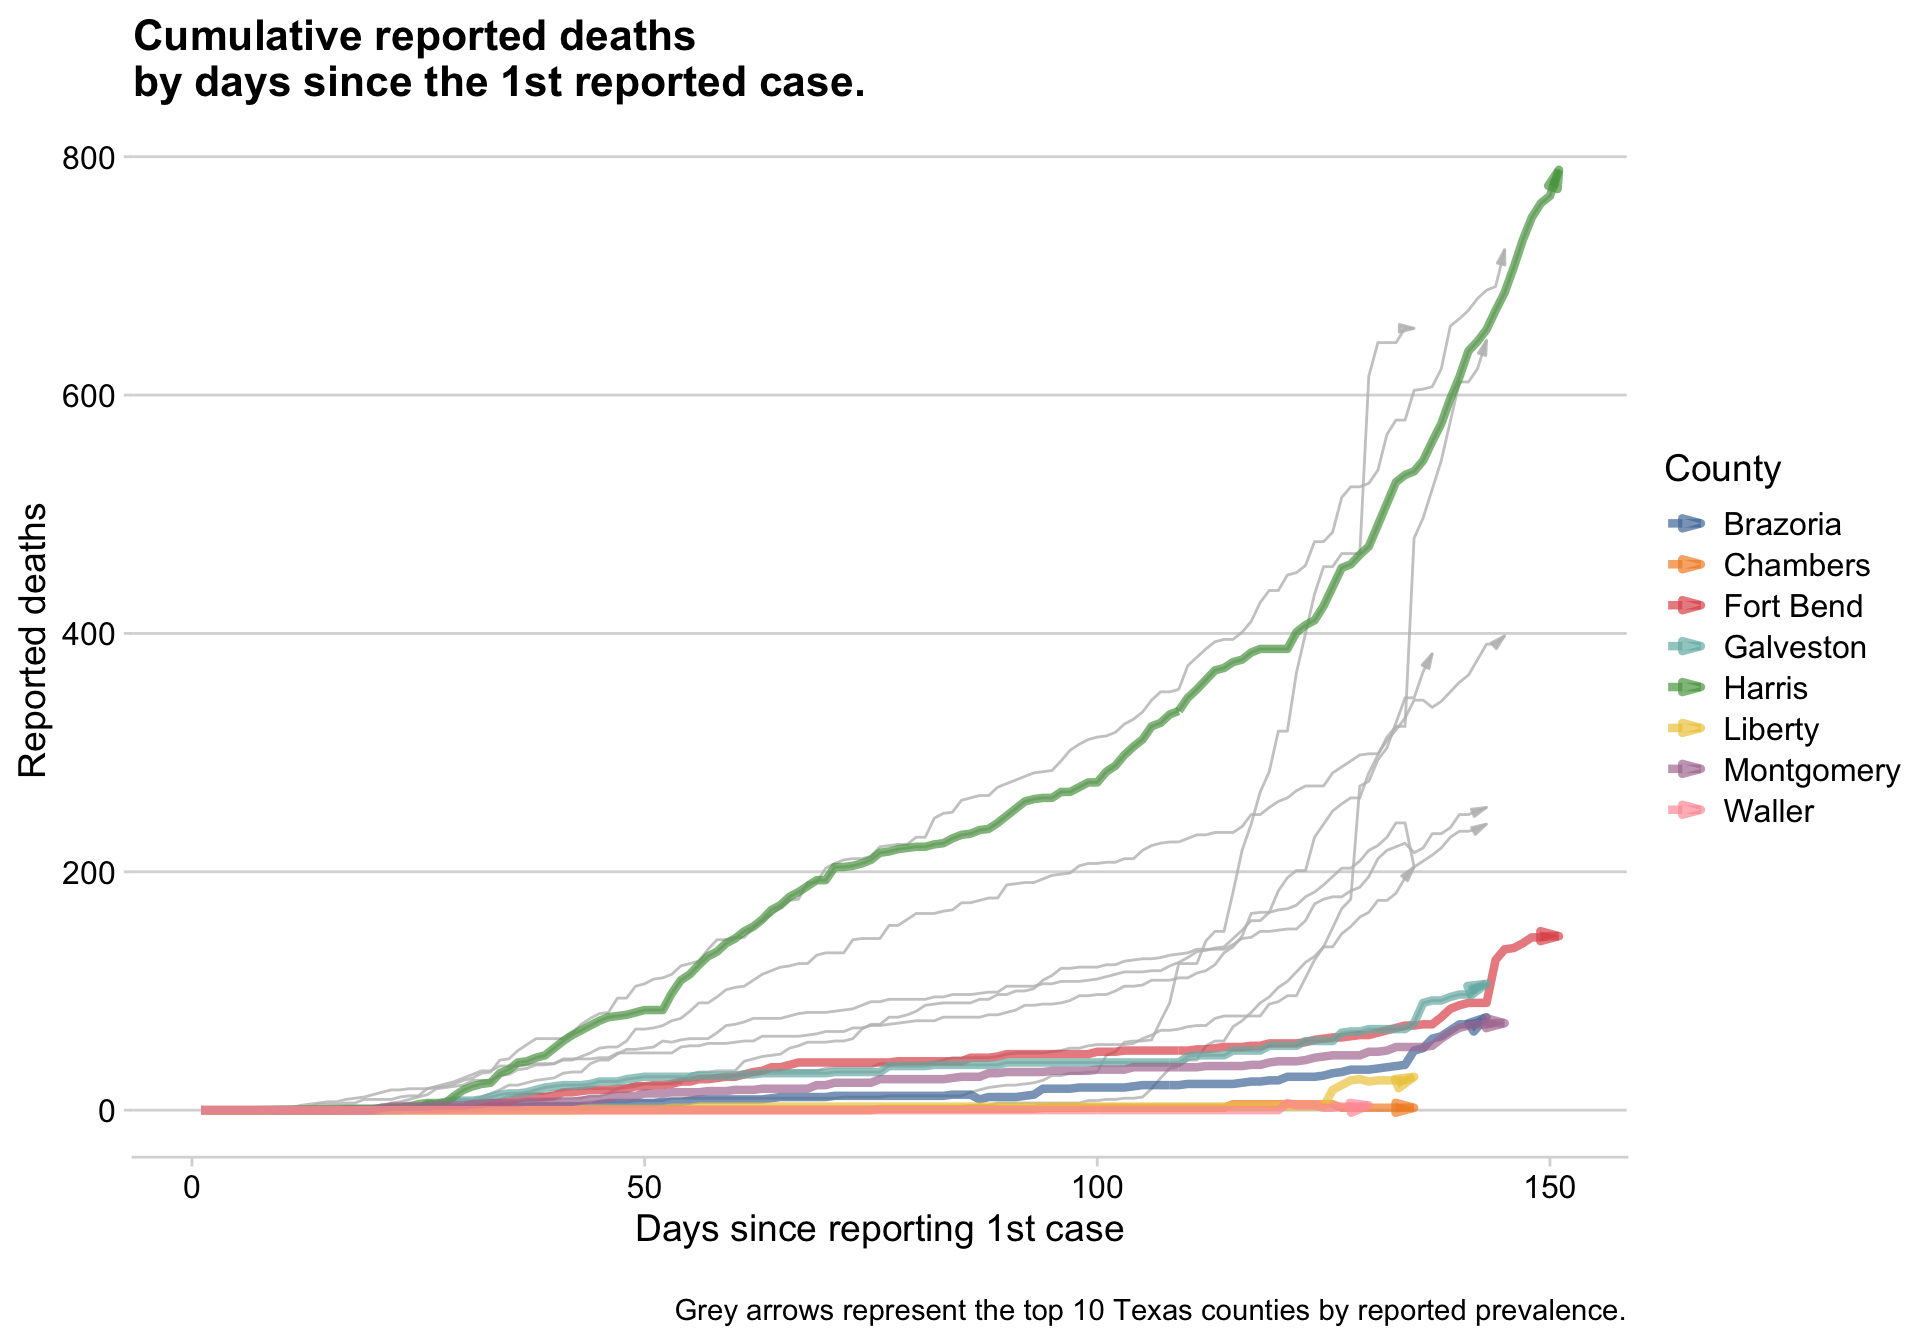 Cumulative reported deaths
by days since the 1st reported case.
Reported deaths
800
600
400
200
0
0
50
100
150
Days since reporting 1st case
County
Brazoria
Chambers
Fort Bend
Galveston
Harris
Liberty
Montgomery
Waller
Grey arrows represent the top 10 Texas counties by reported prevalence.